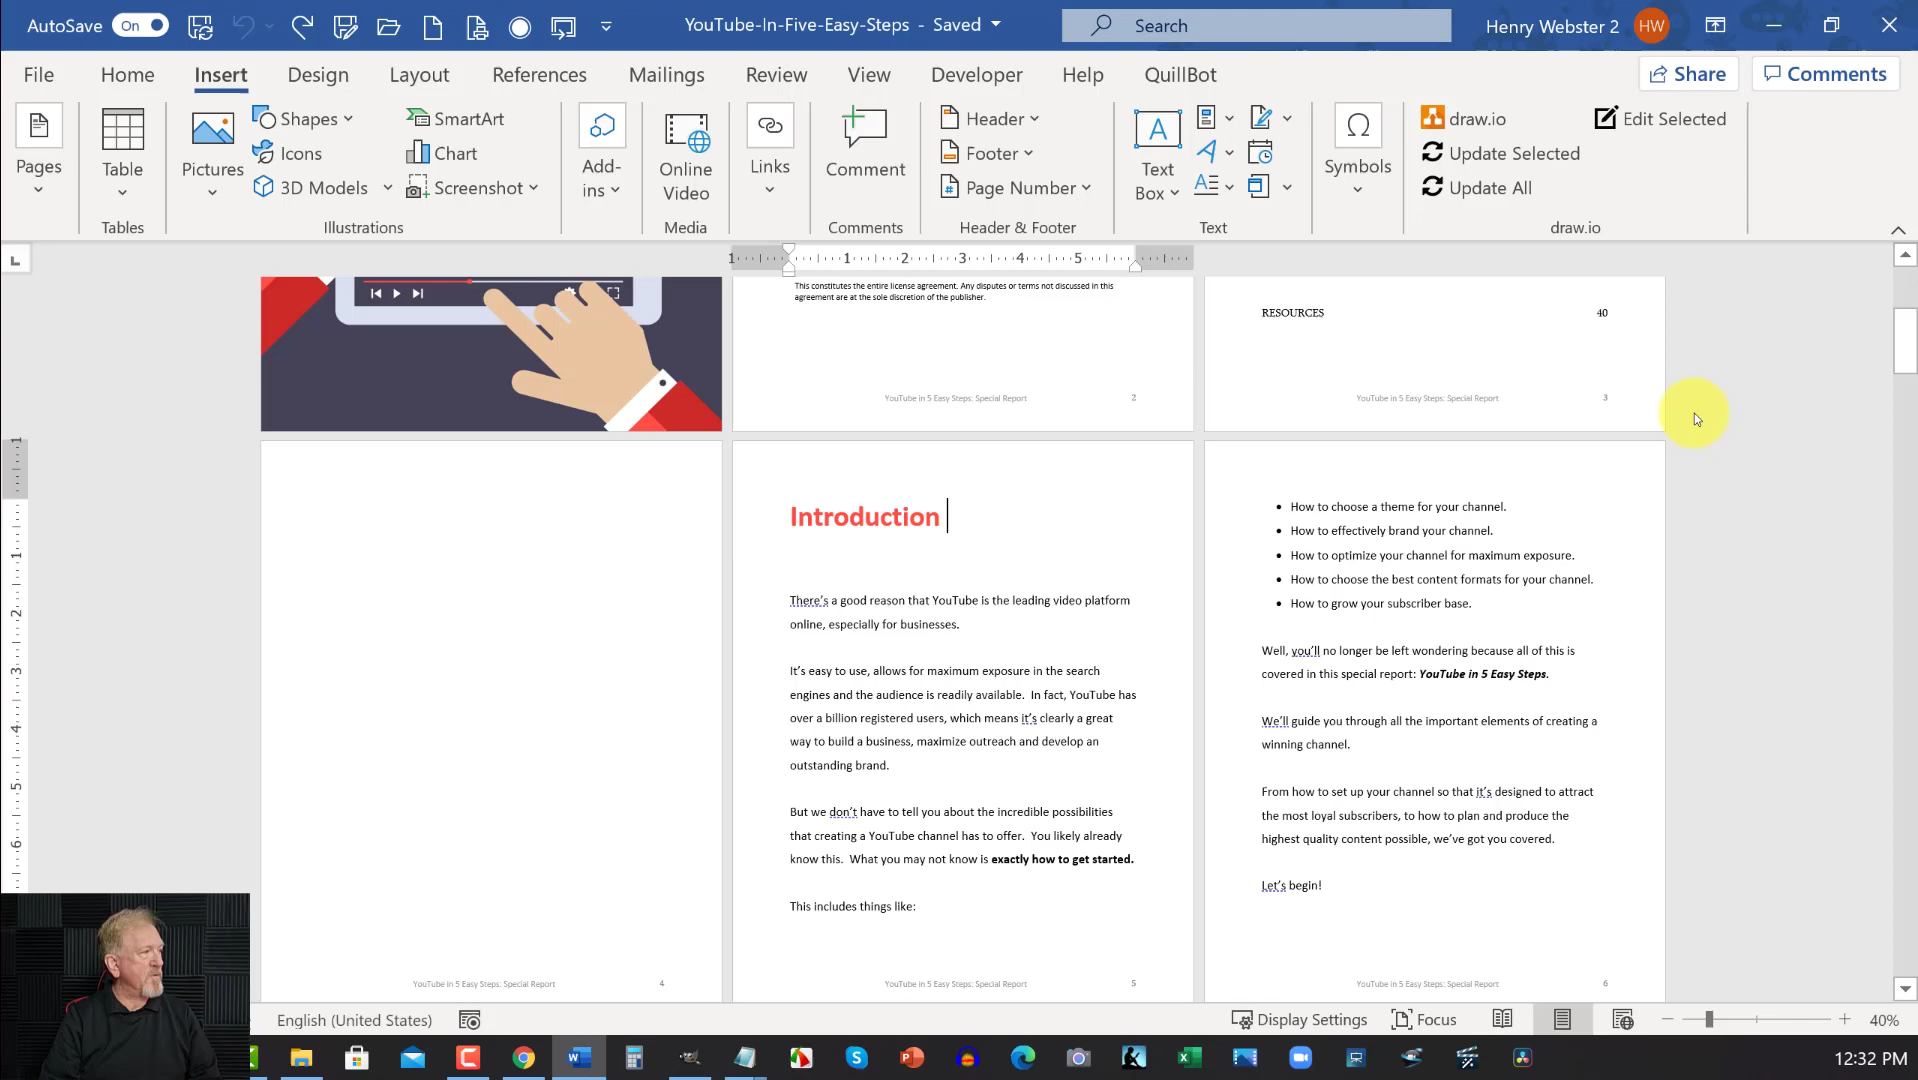 AutoSave On
YouTube-In-Five-Easy-Steps - Saved
Search
Henry Webster 2 HW
File Home Insert Design Layout References Mailings Review View Developer Help QuillBot Share Comments
Pages
Table
Tables
Pictures
Shapes
Icons
3D Models
SmartArt
Chart
Screenshot
Illustrations
Add-
ins
Online
Video
Media
Links
Comment
Comments
Header
Footer
Page Number
Header & Footer
Text
Box
Text
Symbols
draw.io
Update Selected
Update All
Edit Selected
draw.io
1 1 2 3 4 5
This constitutes the entire license agreement. Any disputes or terms not discussed in this
agreement are at the sole discretion of the publisher.
YouTube in 5 Easy Steps: Special Report 2
RESOURCES 40
YouTube in 5 Easy Steps: Special Report 3
1
1
2
3
4
5
6
YouTube in 5 Easy Steps: Special Report 4
Introduction
There's a good reason that YouTube is the leading video platform
online, especially for businesses.
It's easy to use, allows for maximum exposure in the search
engines and the audience is readily available. In fact, YouTube has
over a billion registered users, which means it's clearly a great
way to build a business, maximize outreach and develop an
outstanding brand.
But we don't have to tell you about the incredible possibilities
that creating a YouTube channel has to offer. You likely already
know this. What you may not know is exactly how to get started.
This includes things like:
YouTube in 5 Easy Steps: Special Report 5
• How to choose a theme for your channel.
• How to effectively brand your channel.
• How to optimize your channel for maximum exposure.
• How to choose the best content formats for your channel.
• How to grow your subscriber base.
Well, you'll no longer be left wondering because all of this is
covered in this special report: YouTube in 5 Easy Steps.
We'll guide you through all the important elements of creating a
winning channel.
From how to set up your channel so that it's designed to attract
the most loyal subscribers, to how to plan and produce the
highest quality content possible, we've got you covered.
Let's begin!
YouTube in 5 Easy Steps: Special Report 6
English (United States)
Display Settings Focus 40%
12:32 PM